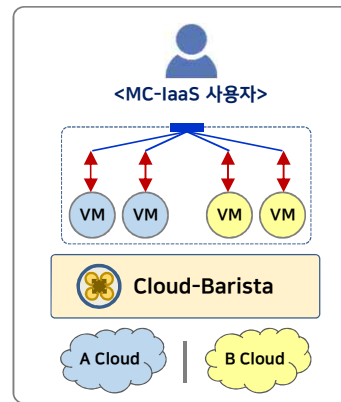 <MC-IaaS 사용자>
VM VM VM VM
Cloud-Barista
A Cloud B Cloud